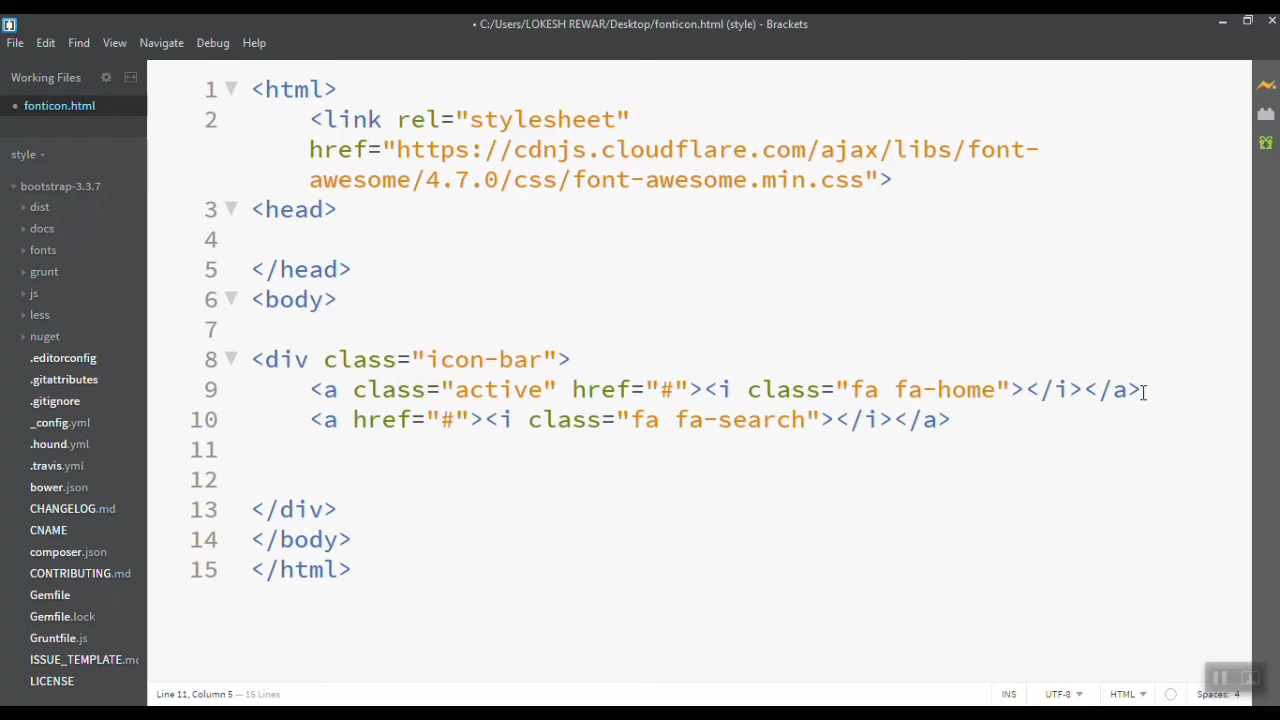 • C:/Users/LOKESH REWAR/Desktop/fonticon.html (style) - Brackets
File Edit Find View Navigate Debug Help
Working Files
• fonticon.html
style
bootstrap-3.3.7
dist
docs
fonts
grunt
js
less
nuget
.editorconfig
.gitattributes
.gitignore
_config.yml
.hound.yml
.travis.yml
bower.json
CHANGELOG.md
CNAME
composer.json
CONTRIBUTING.md
Gemfile
Gemfile.lock
Gruntfile.js
ISSUE_TEMPLATE.mc
LICENSE
1 <html>
2 <link rel="stylesheet"
href="https://cdnjs.cloudflare.com/ajax/libs/font-
awesome/4.7.0/css/font-awesome.min.css">
3 <head>
4
5 </head>
6 <body>
7
8 <div class="icon-bar">
9 <a class="active" href="#"><i class="fa fa-home"></i></a>
10 <a href="#"><i class="fa fa-search"></i></a>
11
12
13 </div>
14 </body>
15 </html>
Line 11, Column 5 — 15 Lines
INS UTF-8 HTML Spaces: 4